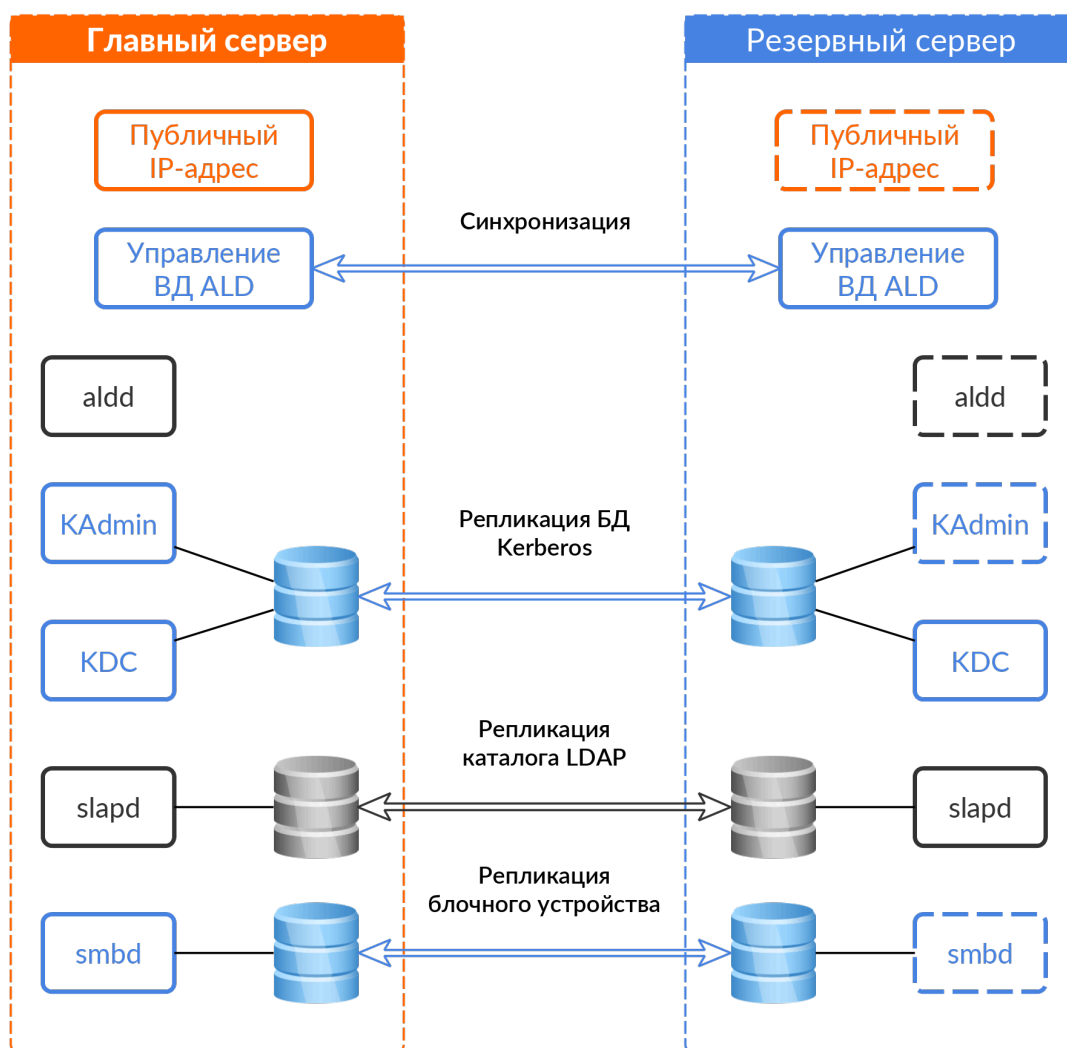 Главный сервер
Резервный сервер
Публичный
IP-адрес
Публичный
IP-адрес
Синхронизация
Управление
ВД ALD
Управление
ВД ALD
aldd
aldd
KAdmin
Репликация БД
Kerberos
KAdmin
KDC
KDC
Репликация
каталога LDAP
slapd
slapd
Репликация
блочного устройства
smbd
smbd